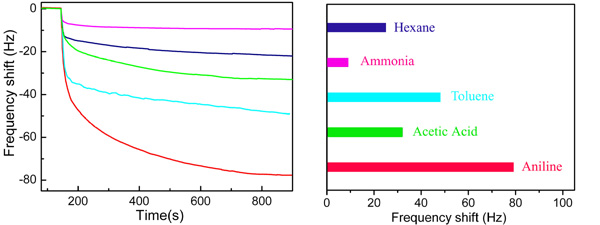 Frequency shift (Hz)
0
-20
-40
-60
-80
200
400
600
800
Time(s)
Hexane
Ammonia
Toluene
Acetic Acid
Aniline
0
20
40
60
80
100
Frequency shift (Hz)